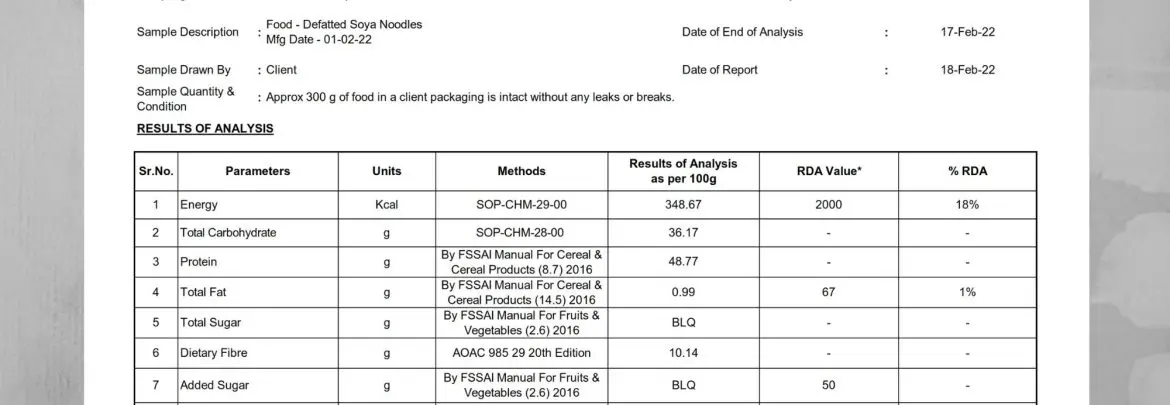 Sample Description : Food - Defatted Soya Noodles
Mfg Date - 01-02-22
Date of End of Analysis : 17-Feb-22
Sample Drawn By : Client
Date of Report : 18-Feb-22
Sample Quantity &
Condition : Approx 300 g of food in a client packaging is intact without any leaks or breaks.
RESULTS OF ANALYSIS
Sr.No. Parameters Units Methods Results of Analysis as per 100g RDA Value* % RDA
1 Energy Kcal SOP-CHM-29-00 348.67 2000 18%
2 Total Carbohydrate g SOP-CHM-28-00 36.17 - -
3 Protein g By FSSAI Manual For Cereal &
Cereal Products (8.7) 2016 48.77 - -
4 Total Fat g By FSSAI Manual For Cereal &
Cereal Products (14.5) 2016 0.99 67 1%
5 Total Sugar g By FSSAI Manual For Fruits &
Vegetables (2.6) 2016 BLQ - -
6 Dietary Fibre g AOAC 985 29 20th Edition 10.14 - -
7 Added Sugar g By FSSAI Manual For Fruits &
Vegetables (2.6) 2016 BLQ 50 -